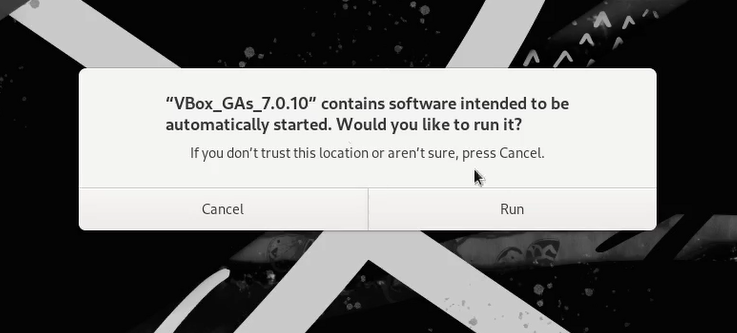 “VBox_GAs_7.0.10” contains software intended to be
automatically started. Would you like to run it?
If you don’t trust this location or aren’t sure, press Cancel.
Cancel
Run